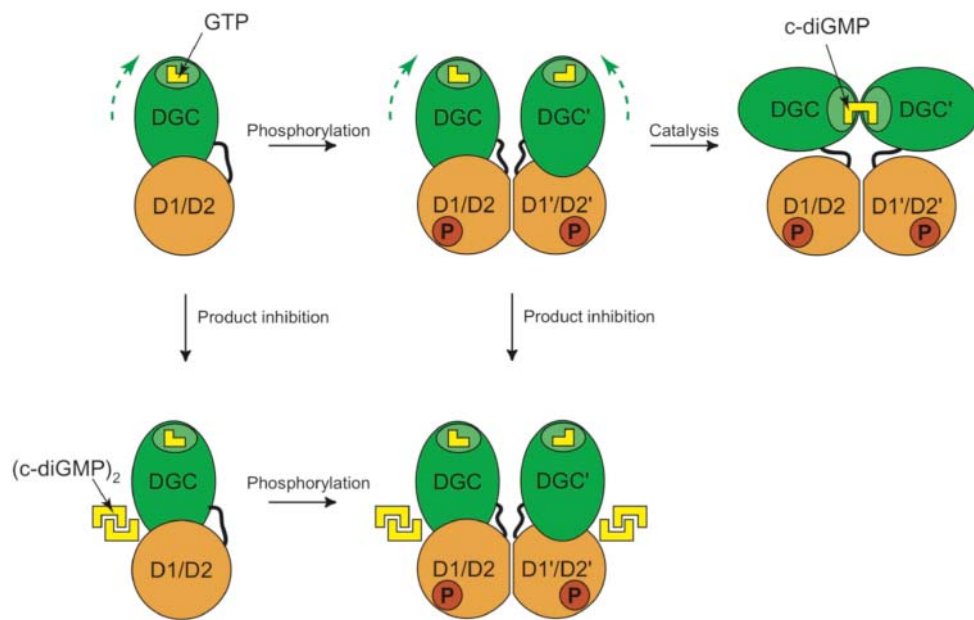 GTP
c-diGMP
DGC
DGC
DGC'
DGC
DGC'
Phosphorylation
Catalysis
D1/D2
D1/D2
D1'/D2'
D1/D2
D1'/D2'
P
P
P
P
Product inhibition
Product inhibition
(c-diGMP)2
DGC
DGC
DGC'
Phosphorylation
D1/D2
D1/D2
D1'/D2'
P
P